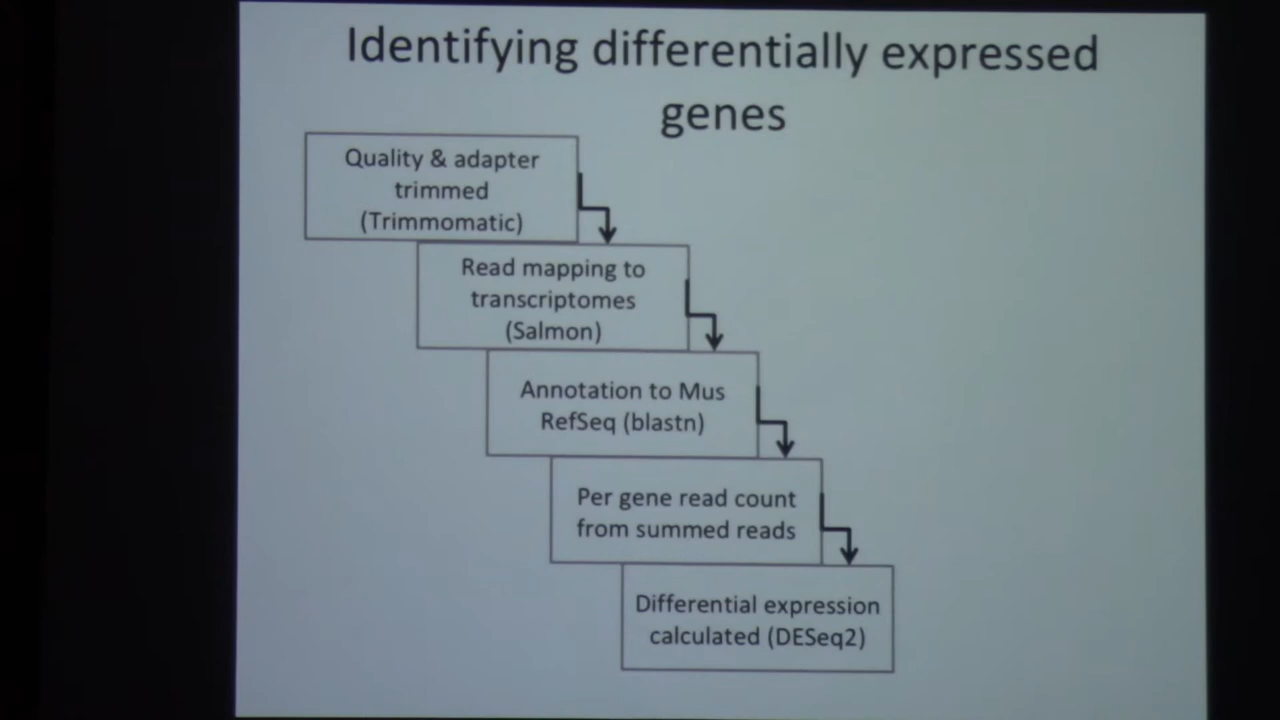 Identifying differentially expressed
genes
Quality & adapter
trimmed
(Trimmomatic)
Read mapping to
transcriptomes
(Salmon)
Annotation to Mus
RefSeq (blastn)
Per gene read count
from summed reads
Differential expression
calculated (DESeq2)